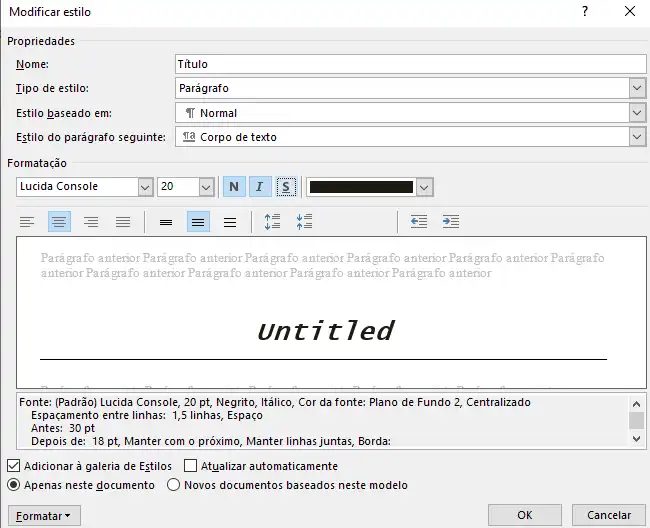 Modificar estilo
?
Propriedades
Nome: Título
Tipo de estilo: Parágrafo
Estilo baseado em: ¶ Normal
Estilo do parágrafo seguinte: ¶a Corpo de texto
Formatação
Lucida Console 20 N I S
Parágrafo anterior Parágrafo anterior Parágrafo anterior Parágrafo anterior Parágrafo anterior Parágrafo
anterior Parágrafo anterior Parágrafo anterior Parágrafo anterior Parágrafo anterior
Untitled
Fonte: (Padrão) Lucida Console, 20 pt, Negrito, Itálico, Cor da fonte: Plano de Fundo 2, Centralizado
Espaçamento entre linhas: 1,5 linhas, Espaço
Antes: 30 pt
Depois de: 18 pt, Manter com o próximo, Manter linhas juntas, Borda:
Adicionar à galeria de Estilos Atualizar automaticamente
Apenas neste documento Novos documentos baseados neste modelo
Formatar OK Cancelar